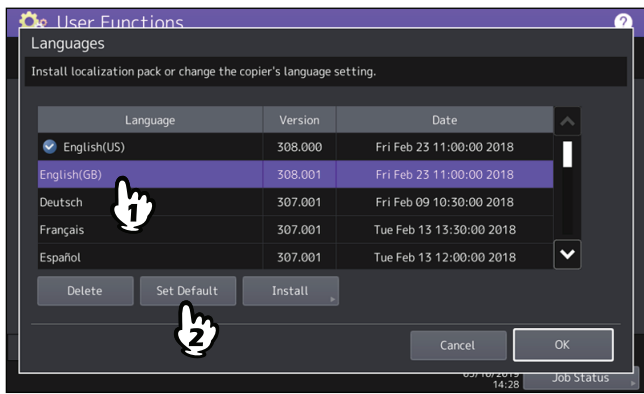 User Functions
?
Languages
Install localization pack or change the copier's language setting.
Language Version Date
English(US) 308.000 Fri Feb 23 11:00:00 2018
English(GB) 308.001 Fri Feb 23 11:00:00 2018
Deutsch 307.001 Fri Feb 09 10:30:00 2018
1
Français 307.001 Tue Feb 13 13:30:00 2018
Español 307.001 Tue Feb 13 12:00:00 2018
Delete Set Default Install
2
Cancel OK
14:28 Job Status